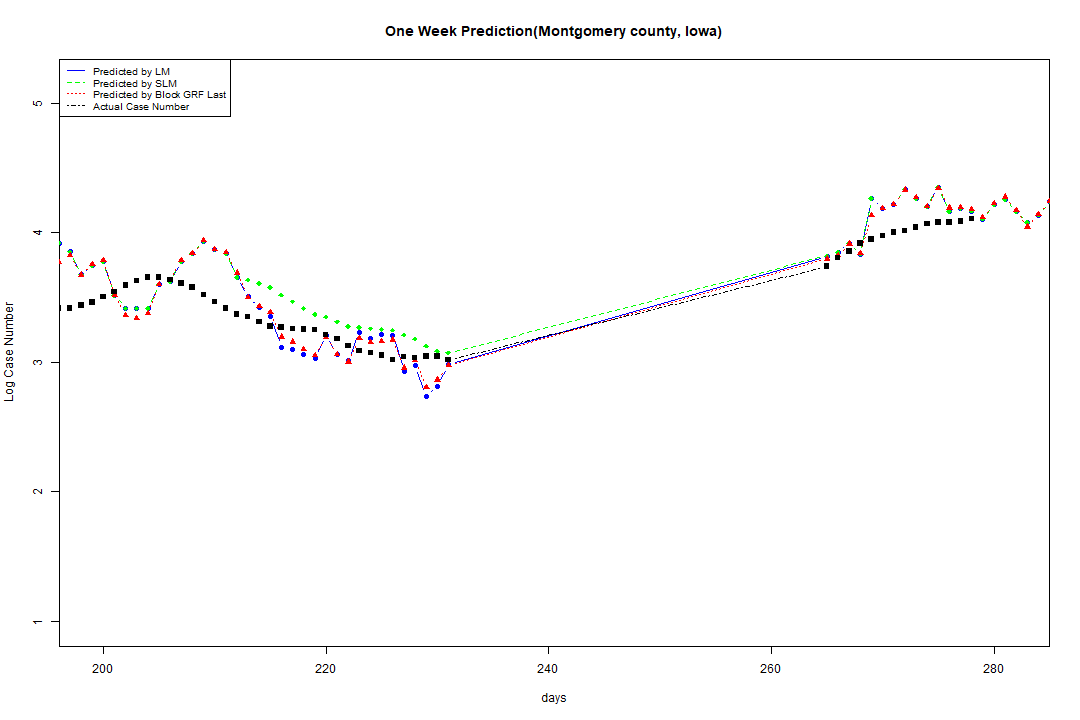 One Week Prediction(Montgomery county, Iowa)
Predicted by LM
Predicted by SLM
Predicted by Block GRF Last
Actual Case Number
5
4
3
2
1
Log Case Number
200
220
240
260
280
days